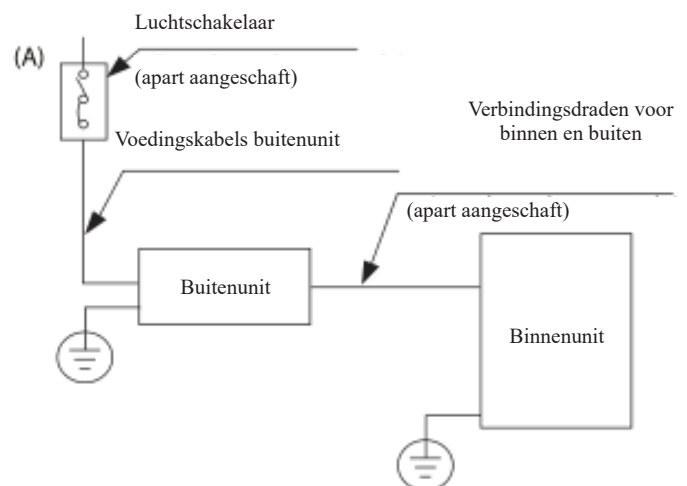 Luchtschakelaar
(A)
(apart aangeschaft)
Verbindingsdraden voor
binnen en buiten
Voedingskabels buitenunit
(apart aangeschaft)
Buitenunit
Binnenunit